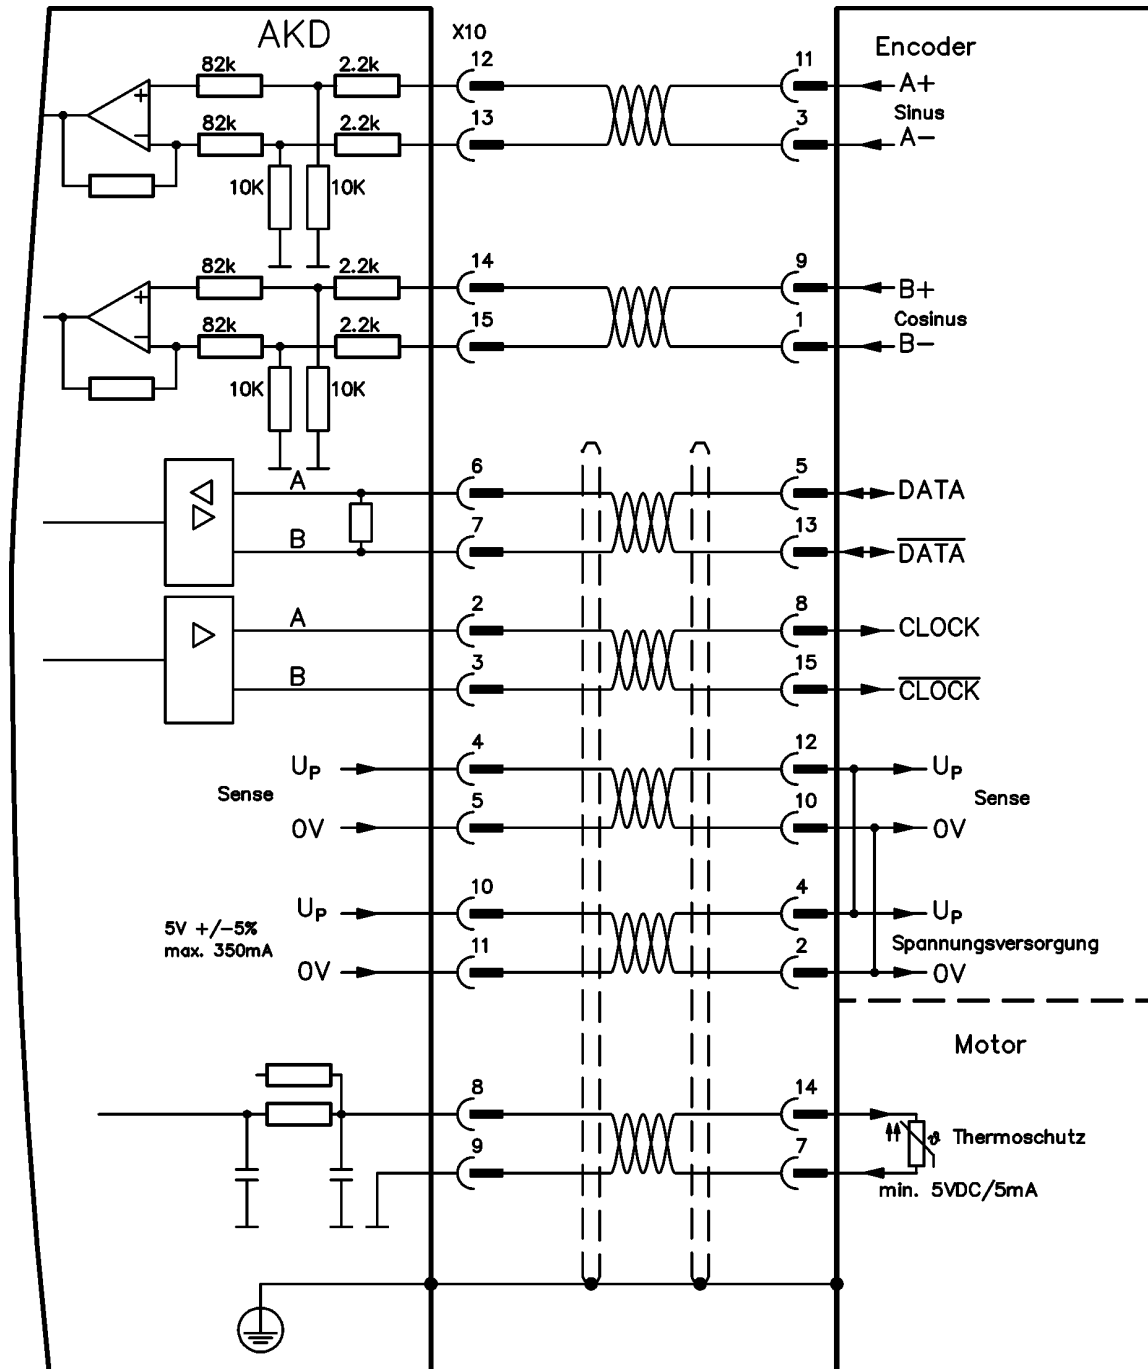 AKD X10 Encoder
82k 2.2k 12 11 A+
Sinus
82k 2.2k 13 3 A-
10K 10K
82k 2.2k 14 9 B+
Cosinus
82k 2.2k 15 1 B-
10K 10K
A 6 5 DATA
B 7 13 DATA
A 2 8 CLOCK
B 3 15 CLOCK
UP 4 12 UP
Sense Sense
0V 5 10 0V
UP 10 4 UP
5V +/-5%
max. 350mA
Spannungsversorgung
0V 11 2 0V
Motor
8 14
ϑ Thermoschutz
9 7
min. 5VDC/5mA